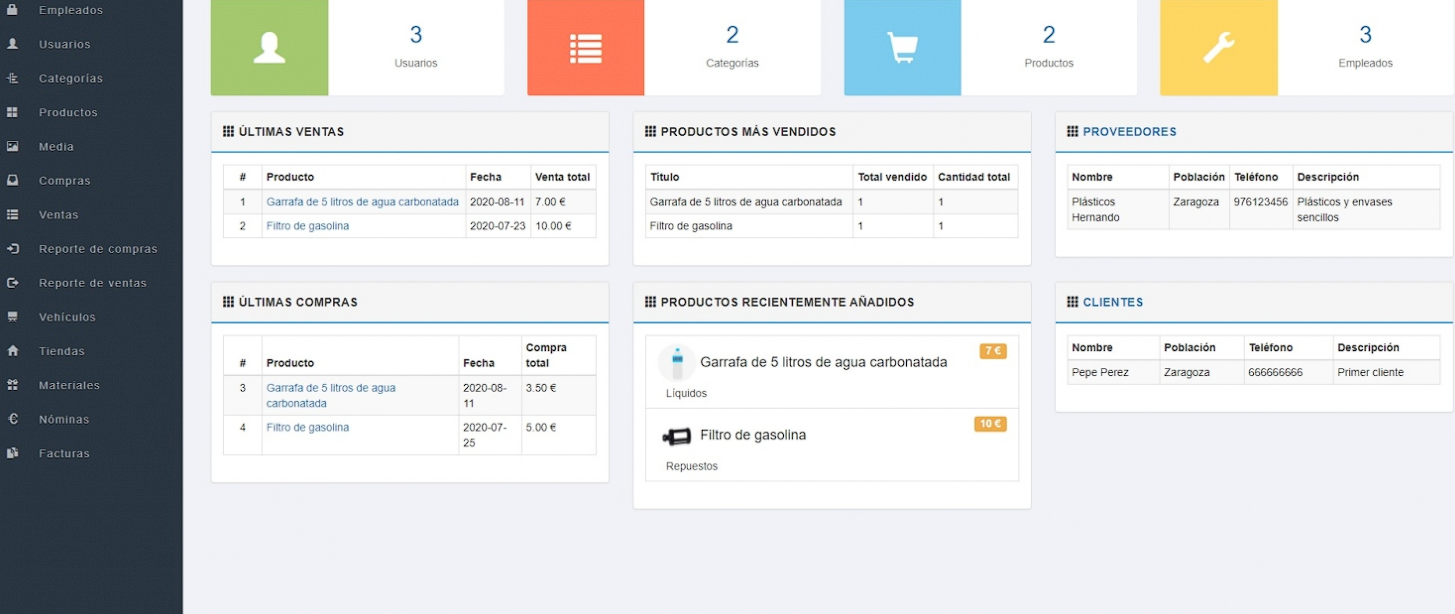 Empleados
Usuarios
Categorías
Productos
Media
Compras
Ventas
Reporte de compras
Reporte de ventas
Vehículos
Tiendas
Materiales
Nóminas
Facturas
3
Usuarios
2
Categorías
2
Productos
3
Empleados
ÚLTIMAS VENTAS
# Producto Fecha Venta total
1 Garrafa de 5 litros de agua carbonatada 2020-08-11 7.00 €
2 Filtro de gasolina 2020-07-23 10.00 €
PRODUCTOS MÁS VENDIDOS
Título Total vendido Cantidad total
Garrafa de 5 litros de agua carbonatada 1 1
Filtro de gasolina 1 1
PROVEEDORES
Nombre Población Teléfono Descripción
Plásticos Zaragoza 976123456 Plásticos y envases
Hernando sencillos
ÚLTIMAS COMPRAS
Compra
# Producto Fecha total
3 Garrafa de 5 litros de agua 2020-08- 3.50 €
carbonatada 11
4 Filtro de gasolina 2020-07- 5.00 €
25
PRODUCTOS RECIENTEMENTE AÑADIDOS
Garrafa de 5 litros de agua carbonatada 7 €
Líquidos
Filtro de gasolina 10 €
Repuestos
CLIENTES
Nombre Población Teléfono Descripción
Pepe Perez Zaragoza 666666666 Primer cliente